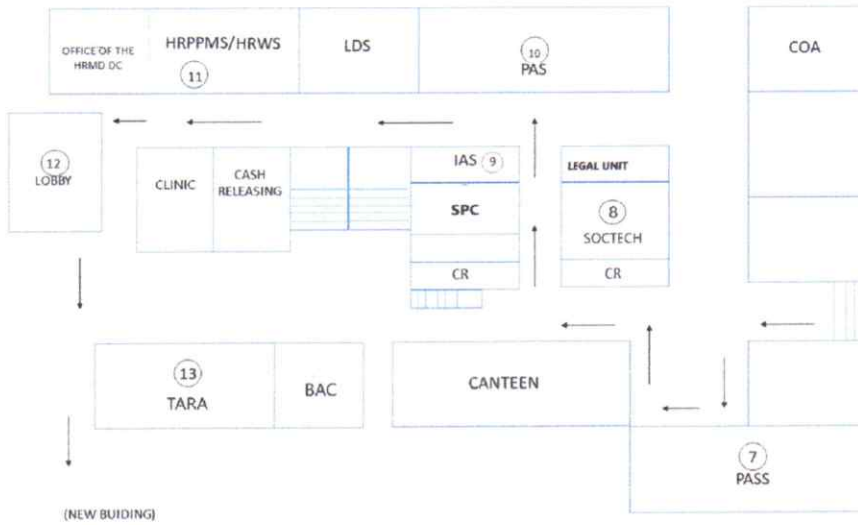 OFFICE OF THE
HRMD DC
HRPPMS/HRWS
11
LDS
10
PAS
COA
12
LOBBY
CLINIC
CASH
RELEASING
IAS 9
SPC
CR
LEGAL UNIT
8
SOCTECH
CR
13
TARA
BAC
CANTEEN
7
PASS
(NEW BUIDING)